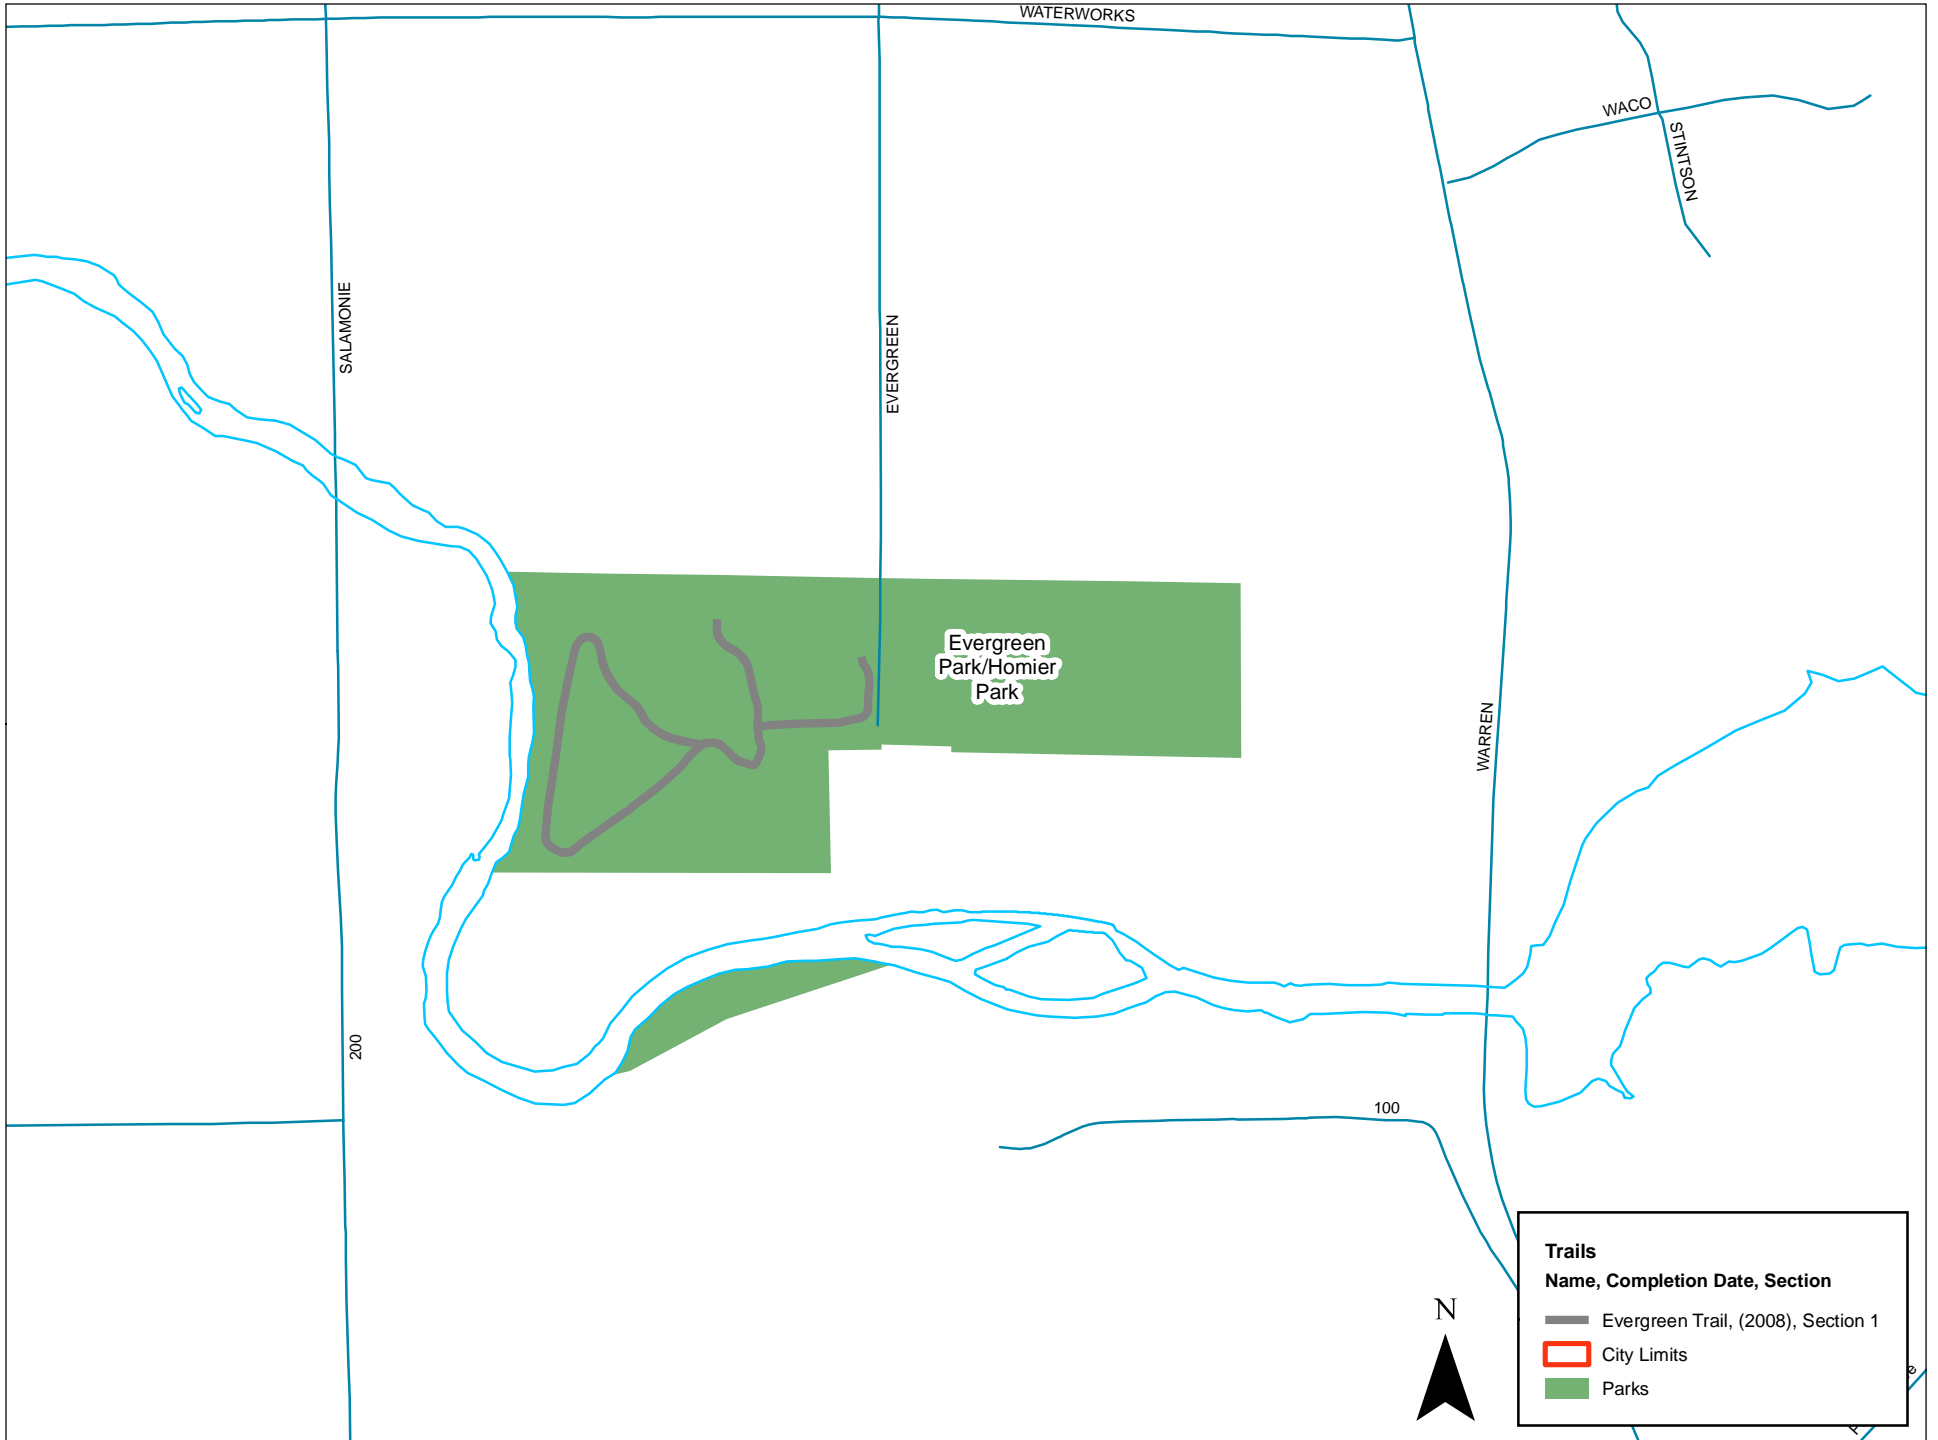 WATERWORKS
WACO
STINTSON
SALAMONIE
EVERGREEN
Evergreen
Park/Homier
Park
WARREN
200
100
N
Trails
Name, Completion Date, Section
Evergreen Trail, (2008), Section 1
City Limits
Parks